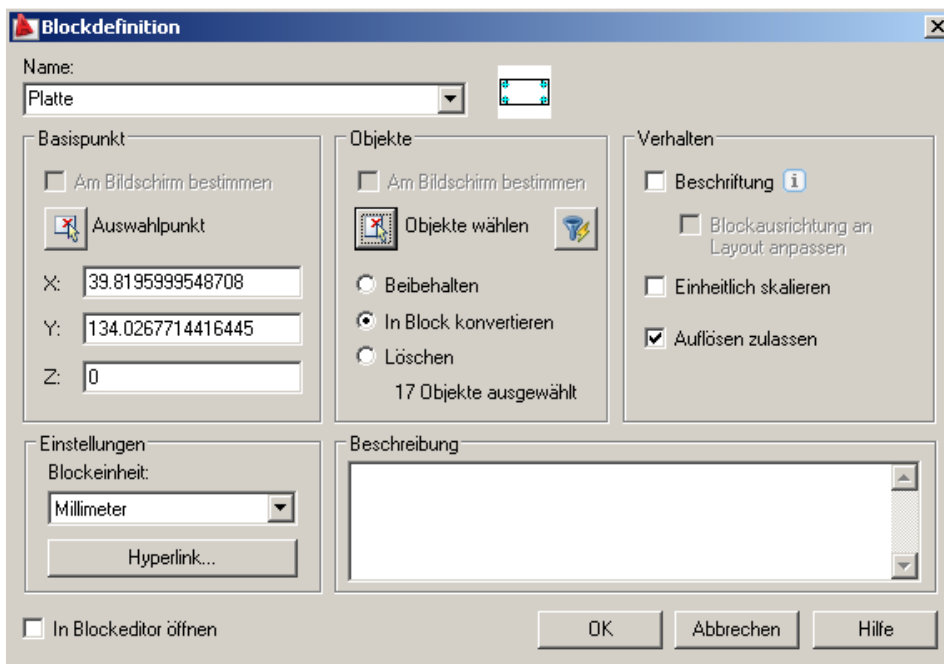 Blockdefinition
Name:
Platte
Basispunkt
Am Bildschirm bestimmen
Auswahlpunkt
X: 39.8195999548708
Y: 134.0267714416445
Z: 0
Objekte
Am Bildschirm bestimmen
Objekte wählen
Beibehalten
In Block konvertieren
Löschen
17 Objekte ausgewählt
Verhalten
Beschriftung i
Blockausrichtung an
Layout anpassen
Einheitlich skalieren
Auflösen zulassen
Einstellungen
Blockeinheit:
Millimeter
Hyperlink...
Beschreibung
In Blockeditor öffnen
OK
Abbrechen
Hilfe